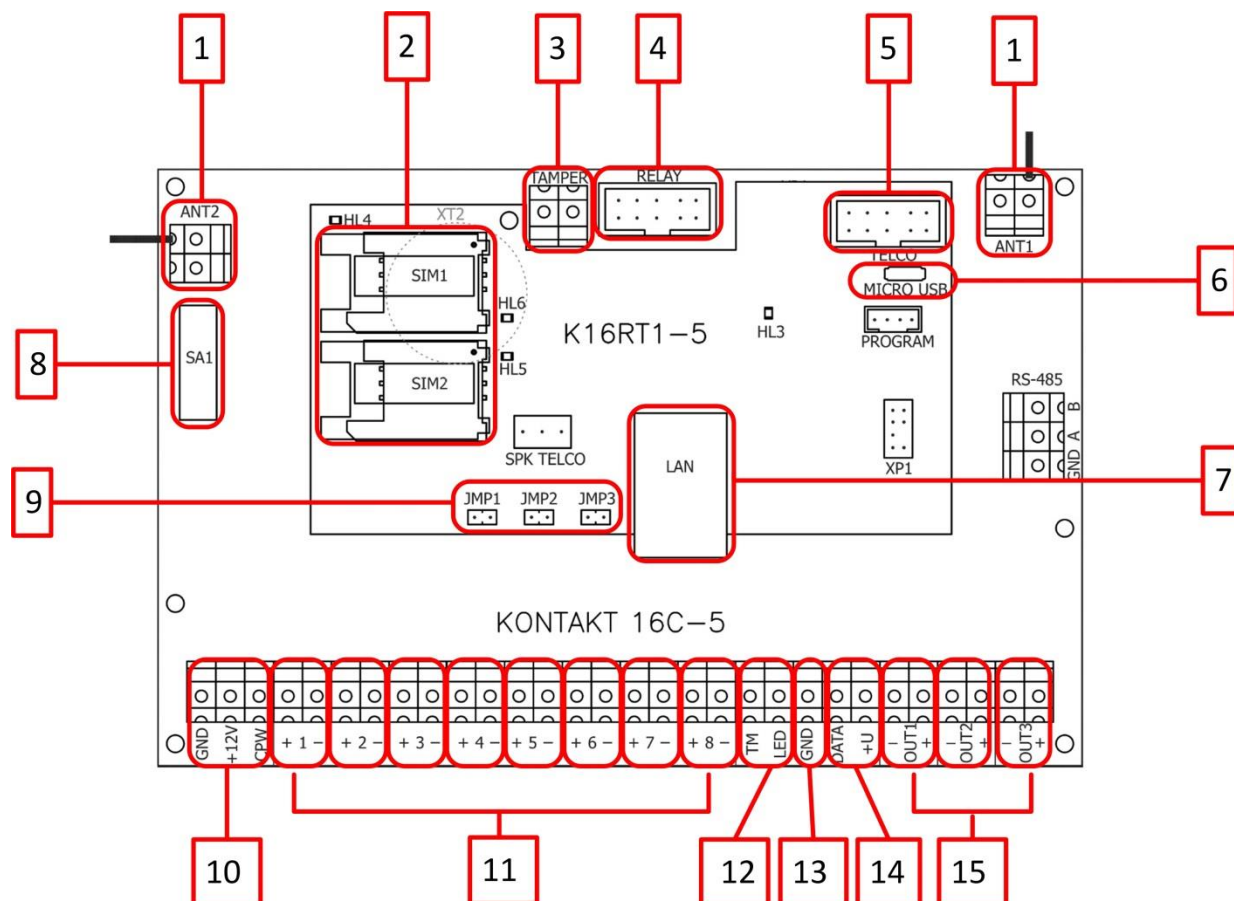 1
2
3
4
5
1
TAMPER
RELAY
ANT2
HL4
XT2
TELCO
ANT1
SIM1
MICRO USB
6
HL6
HL3
PROGRAM
K16RT1-5
SA1
8
HL5
SIM2
RS-485
B
A
GND
SPK TELCO
LAN
XP1
7
9
JMP1 JMP2 JMP3
KONTAKT 16C-5
GND +12V CPW + 1 - + 2 - + 3 - + 4 - + 5 - + 6 - + 7 - + 8 - TM LED GND DATA +U - OUT1 + - OUT2 + - OUT3 +
10 11 12 13 14 15